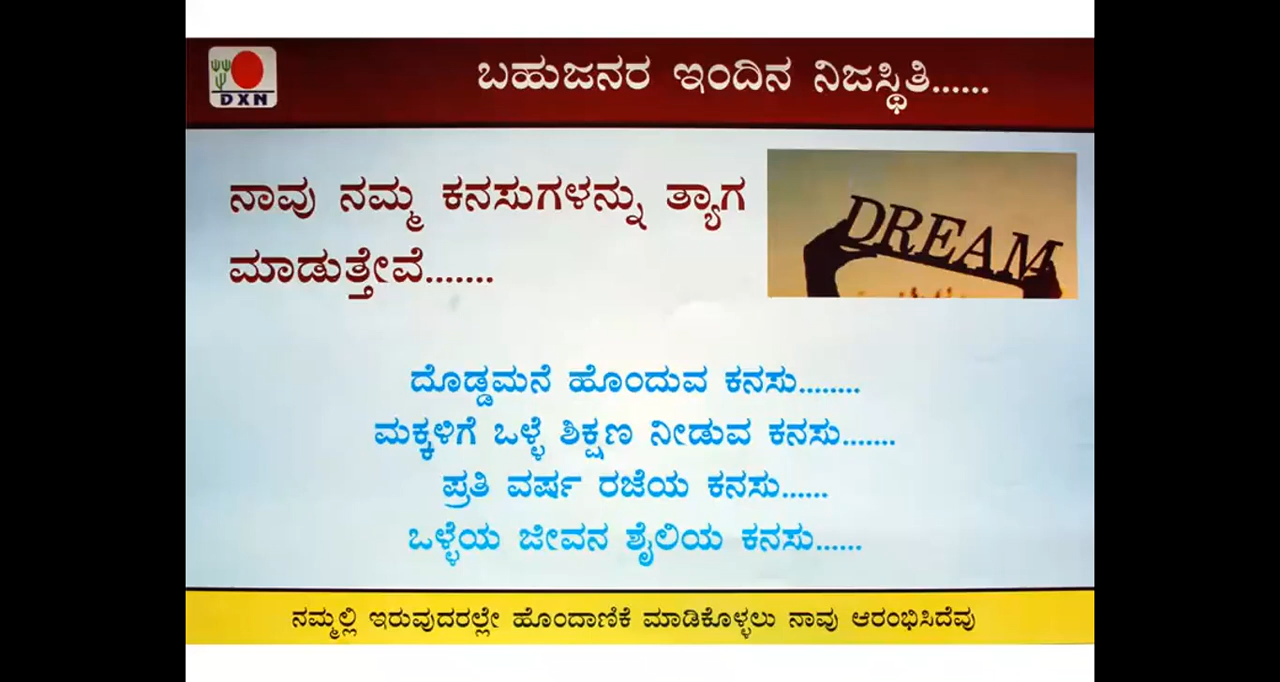 DXN
ಬಹುಜನರ ಇಂದಿನ ನಿಜಸ್ಥಿತಿ......
ನಾವು ನಮ್ಮ ಕನಸುಗಳನ್ನು ತ್ಯಾಗ
ಮಾಡುತ್ತೇವೆ.......
DREAM
ದೊಡ್ಡಮನೆ ಹೊಂದುವ ಕನಸು........
ಮಕ್ಕಳಿಗೆ ಒಳ್ಳೆ ಶಿಕ್ಷಣ ನೀಡುವ ಕನಸು.......
ಪ್ರತಿ ವರ್ಷ ರಜೆಯ ಕನಸು......
ಒಳ್ಳೆಯ ಜೀವನ ಶೈಲಿಯ ಕನಸು......
ನಮ್ಮಲ್ಲಿ ಇರುವುದರಲ್ಲೇ ಹೊಂದಾಣಿಕೆ ಮಾಡಿಕೊಳ್ಳಲು ನಾವು ಆರಂಭಿಸಿದೆವು